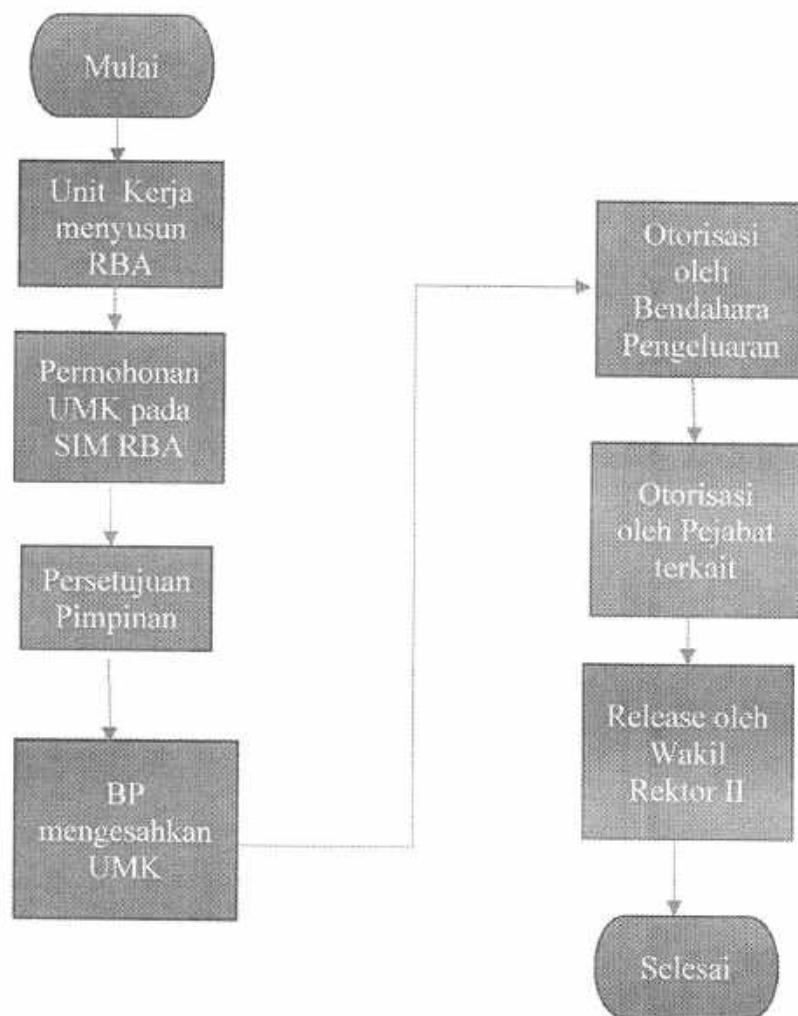 Mulai
Unit Kerja
menyusun
RBA
Permohonan
UMK pada
SIM RBA
Persetujuan
Pimpinan
BP
mengesahkan
UMK
Otorisasi
oleh
Bendahara
Pengeluaran
Otorisasi
oleh Pejabat
terkait
Release oleh
Wakil
Rektor II
Selesai